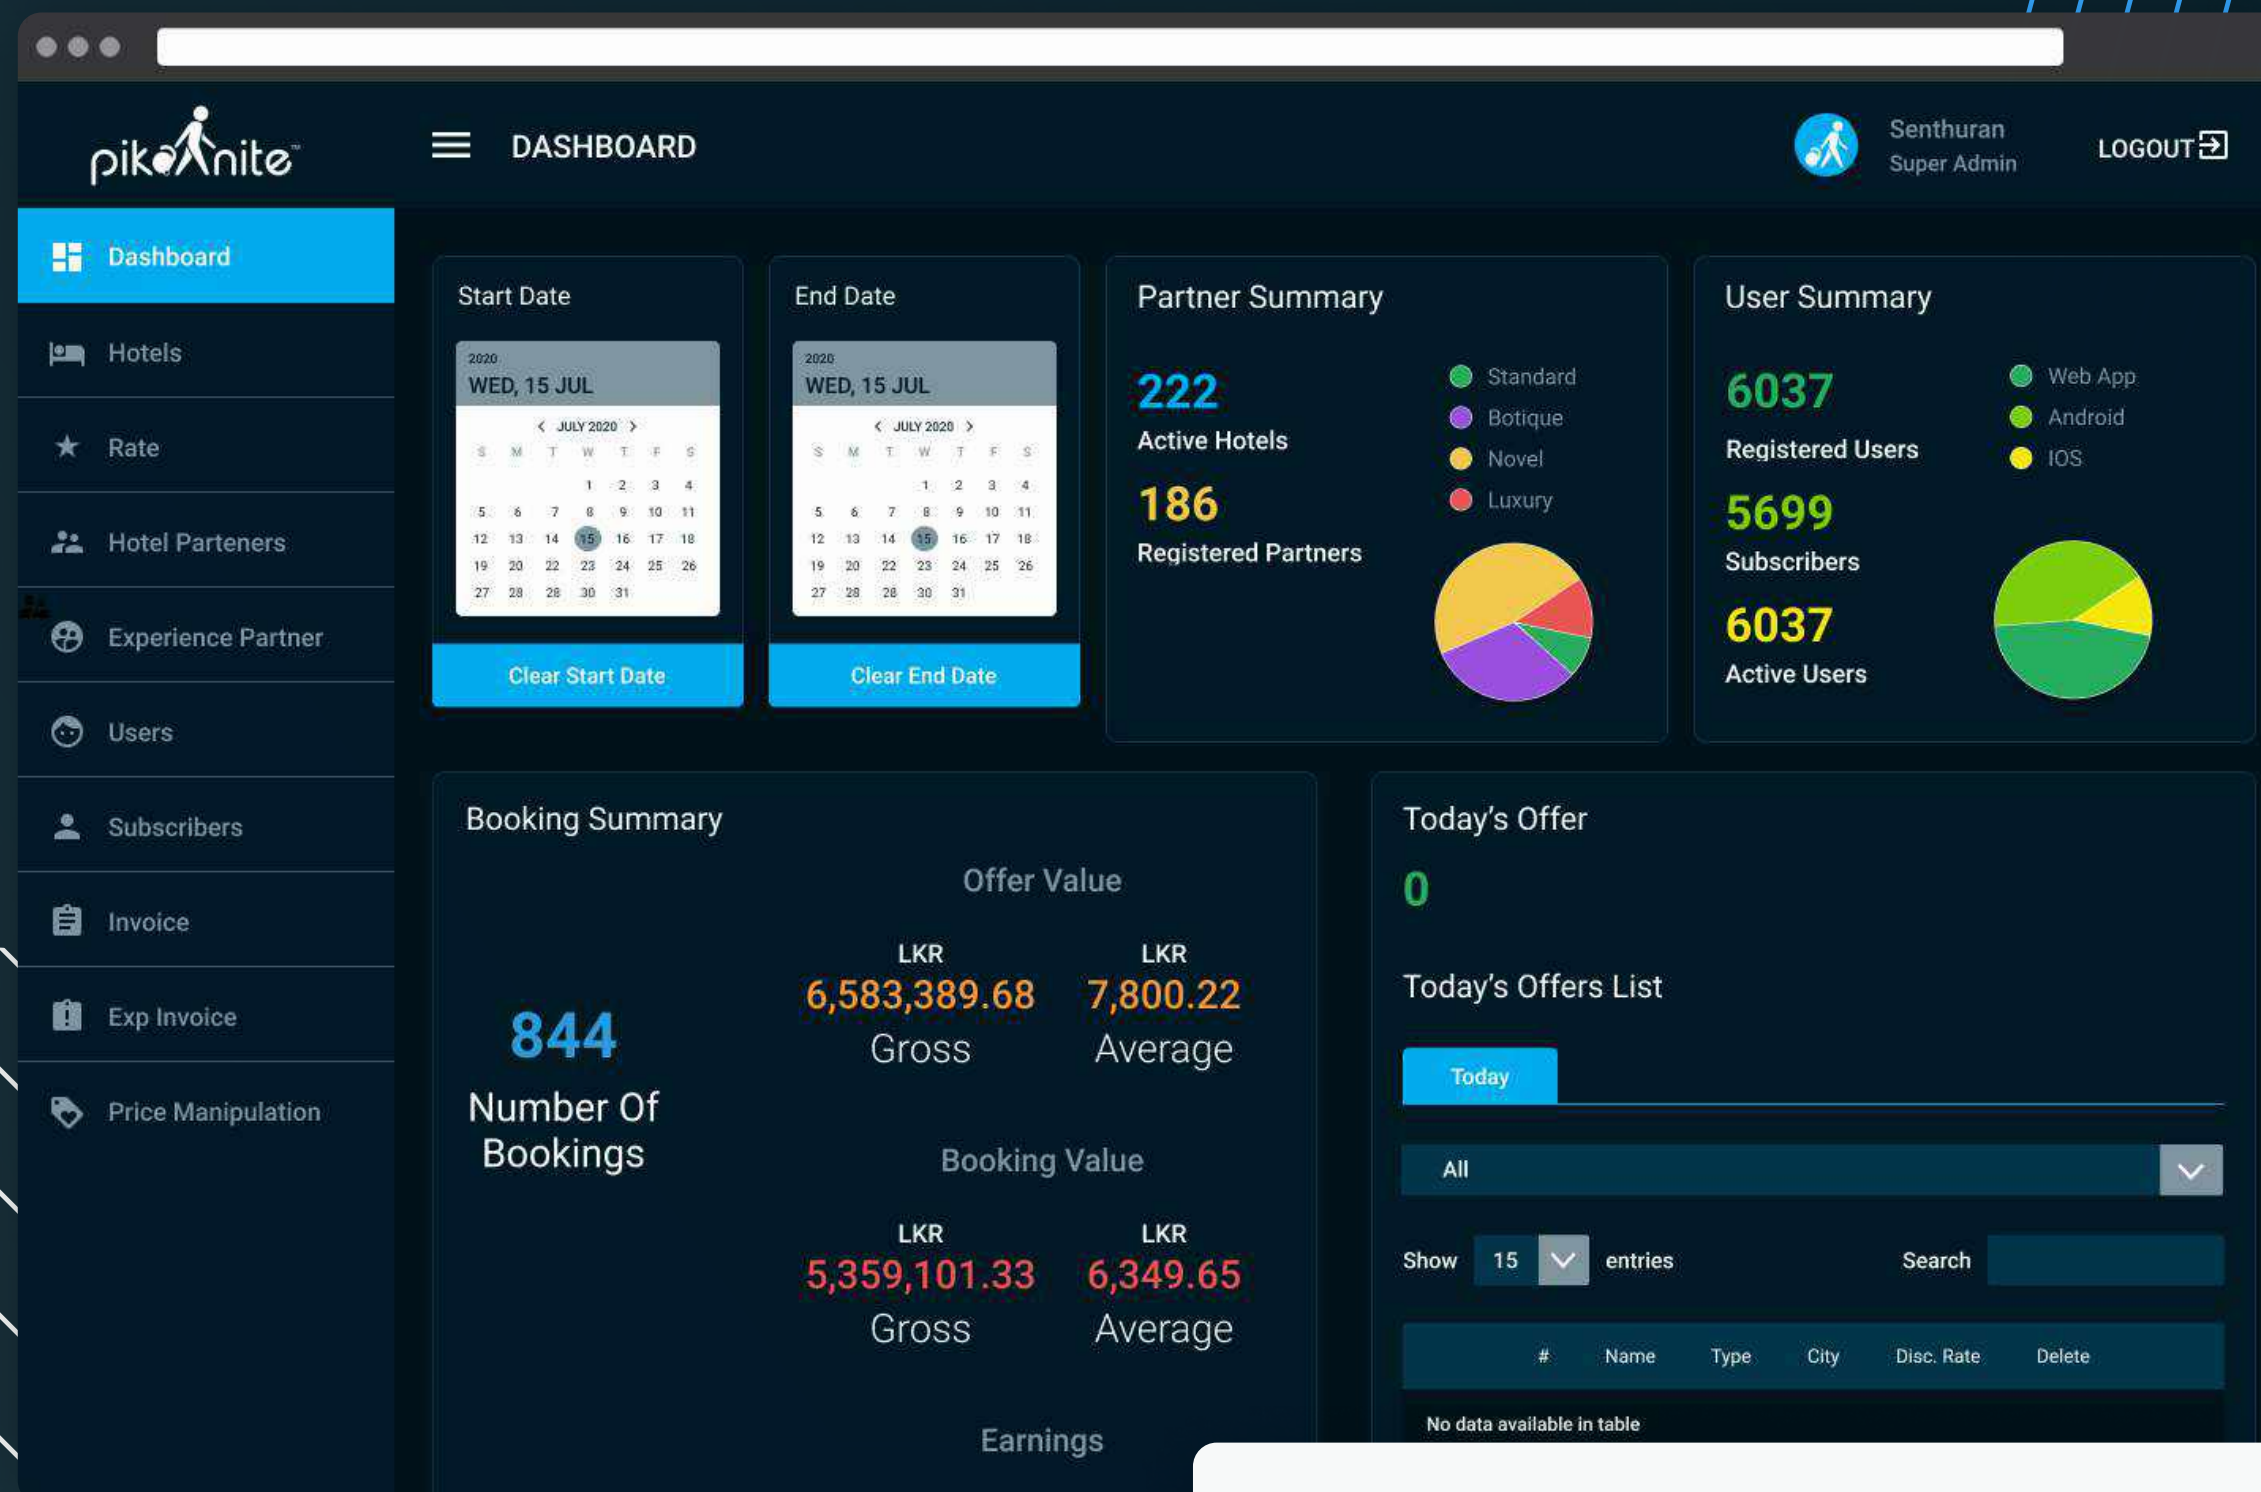 pikanite™
DASHBOARD
Senthuran
Super Admin
LOGOUT
Dashboard
Hotels
Rate
Hotel Parteners
Experience Partner
Users
Subscribers
Invoice
Exp Invoice
Price Manipulation
Start Date
2020
WED, 15 JUL
JULY 2020
S M T W T F S
1 2 3 4
5 6 7 8 9 10 11
12 13 14 15 16 17 18
19 20 22 23 24 25 26
27 28 28 30 31
Clear Start Date
End Date
2020
WED, 15 JUL
JULY 2020
S M T W T F S
1 2 3 4
5 6 7 8 9 10 11
12 13 14 15 16 17 18
19 20 22 23 24 25 26
27 28 28 30 31
Clear End Date
Partner Summary
222
Active Hotels
186
Registered Partners
Standard
Botique
Novel
Luxury
User Summary
6037
Registered Users
5699
Subscribers
6037
Active Users
Web App
Android
IOS
Booking Summary
844
Number Of
Bookings
Offer Value
LKR LKR
6,583,389.68 7,800.22
Gross Average
Booking Value
LKR LKR
5,359,101.33 6,349.65
Gross Average
Earnings
Today's Offer
0
Today's Offers List
Today
All
Show 15 entries Search
# Name Type City Disc. Rate Delete
No data available in table